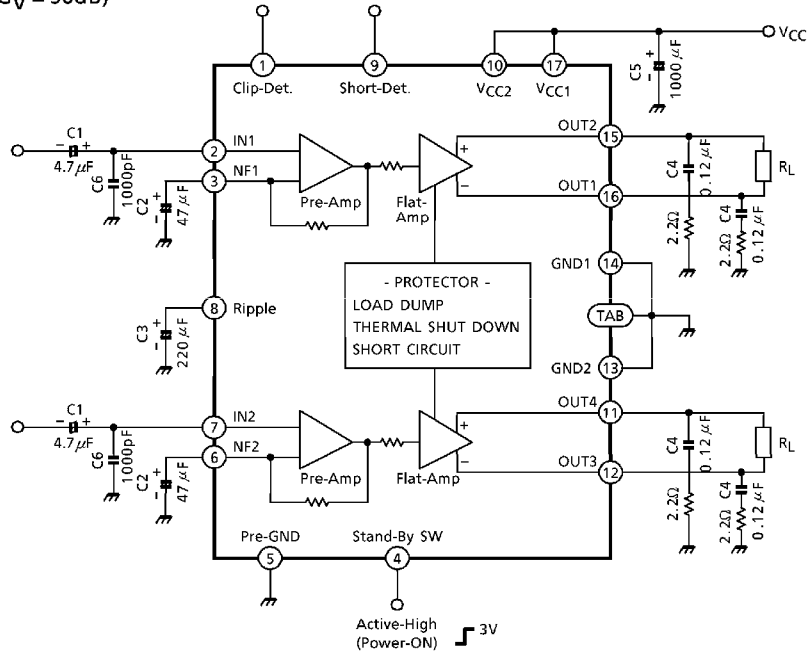 GV = 50dB)
1
Clip-Det.
9
Short-Det.
10
VCC2
17
VCC1
C5
+
-
1000 μF
VCC
- C1 +
4.7 μF
C6
1000pF
2
IN1
3
NF1
C2
+
-
47 μF
Pre-Amp
Flat-
Amp
+
-
OUT2
15
OUT1
16
C4
0.12 μF
2.2Ω
C4
0.12 μF
2.2Ω
RL
8
Ripple
C3
+
-
220 μF
- PROTECTOR -
LOAD DUMP
THERMAL SHUT DOWN
SHORT CIRCUIT
GND1
14
TAB
GND2
13
- C1 +
4.7 μF
C6
1000pF
7
IN2
6
NF2
C2
+
-
47 μF
Pre-Amp
Flat-Amp
+
-
OUT4
11
OUT3
12
C4
0.12 μF
2.2Ω
C4
0.12 μF
2.2Ω
RL
Pre-GND
5
Stand-By SW
4
Active-High
(Power-ON)
3V